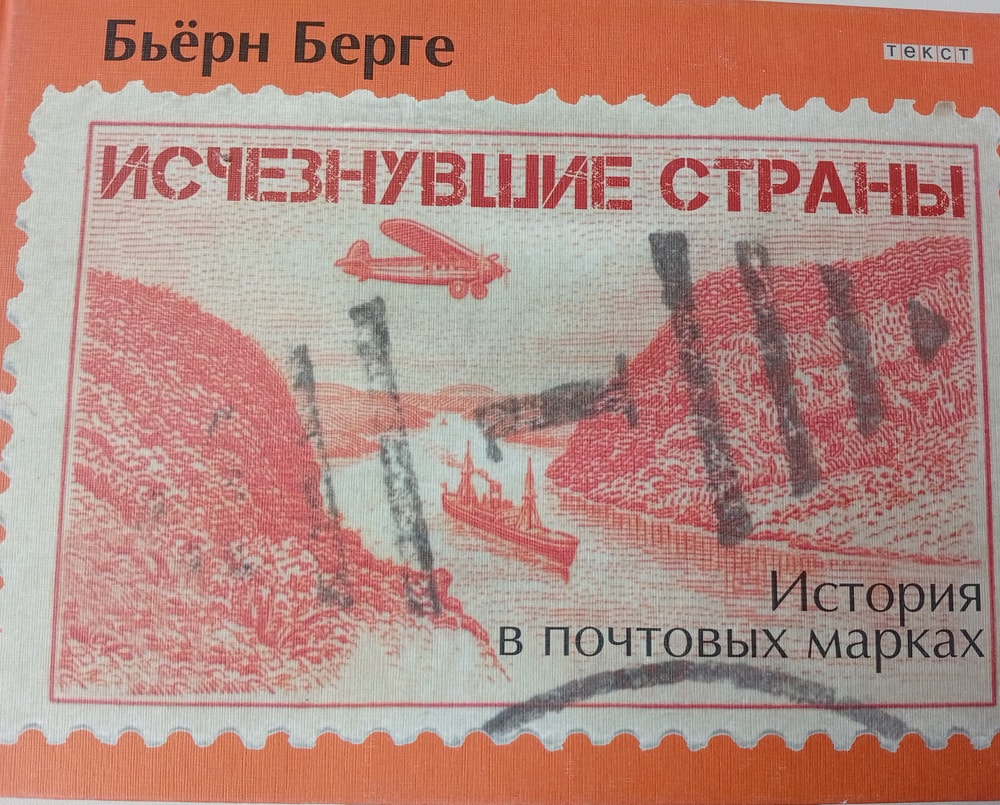 Бьёрн Берге
текст
ИСЧЕЗНУВШИЕ СТРАНЫ
История
в почтовых марках